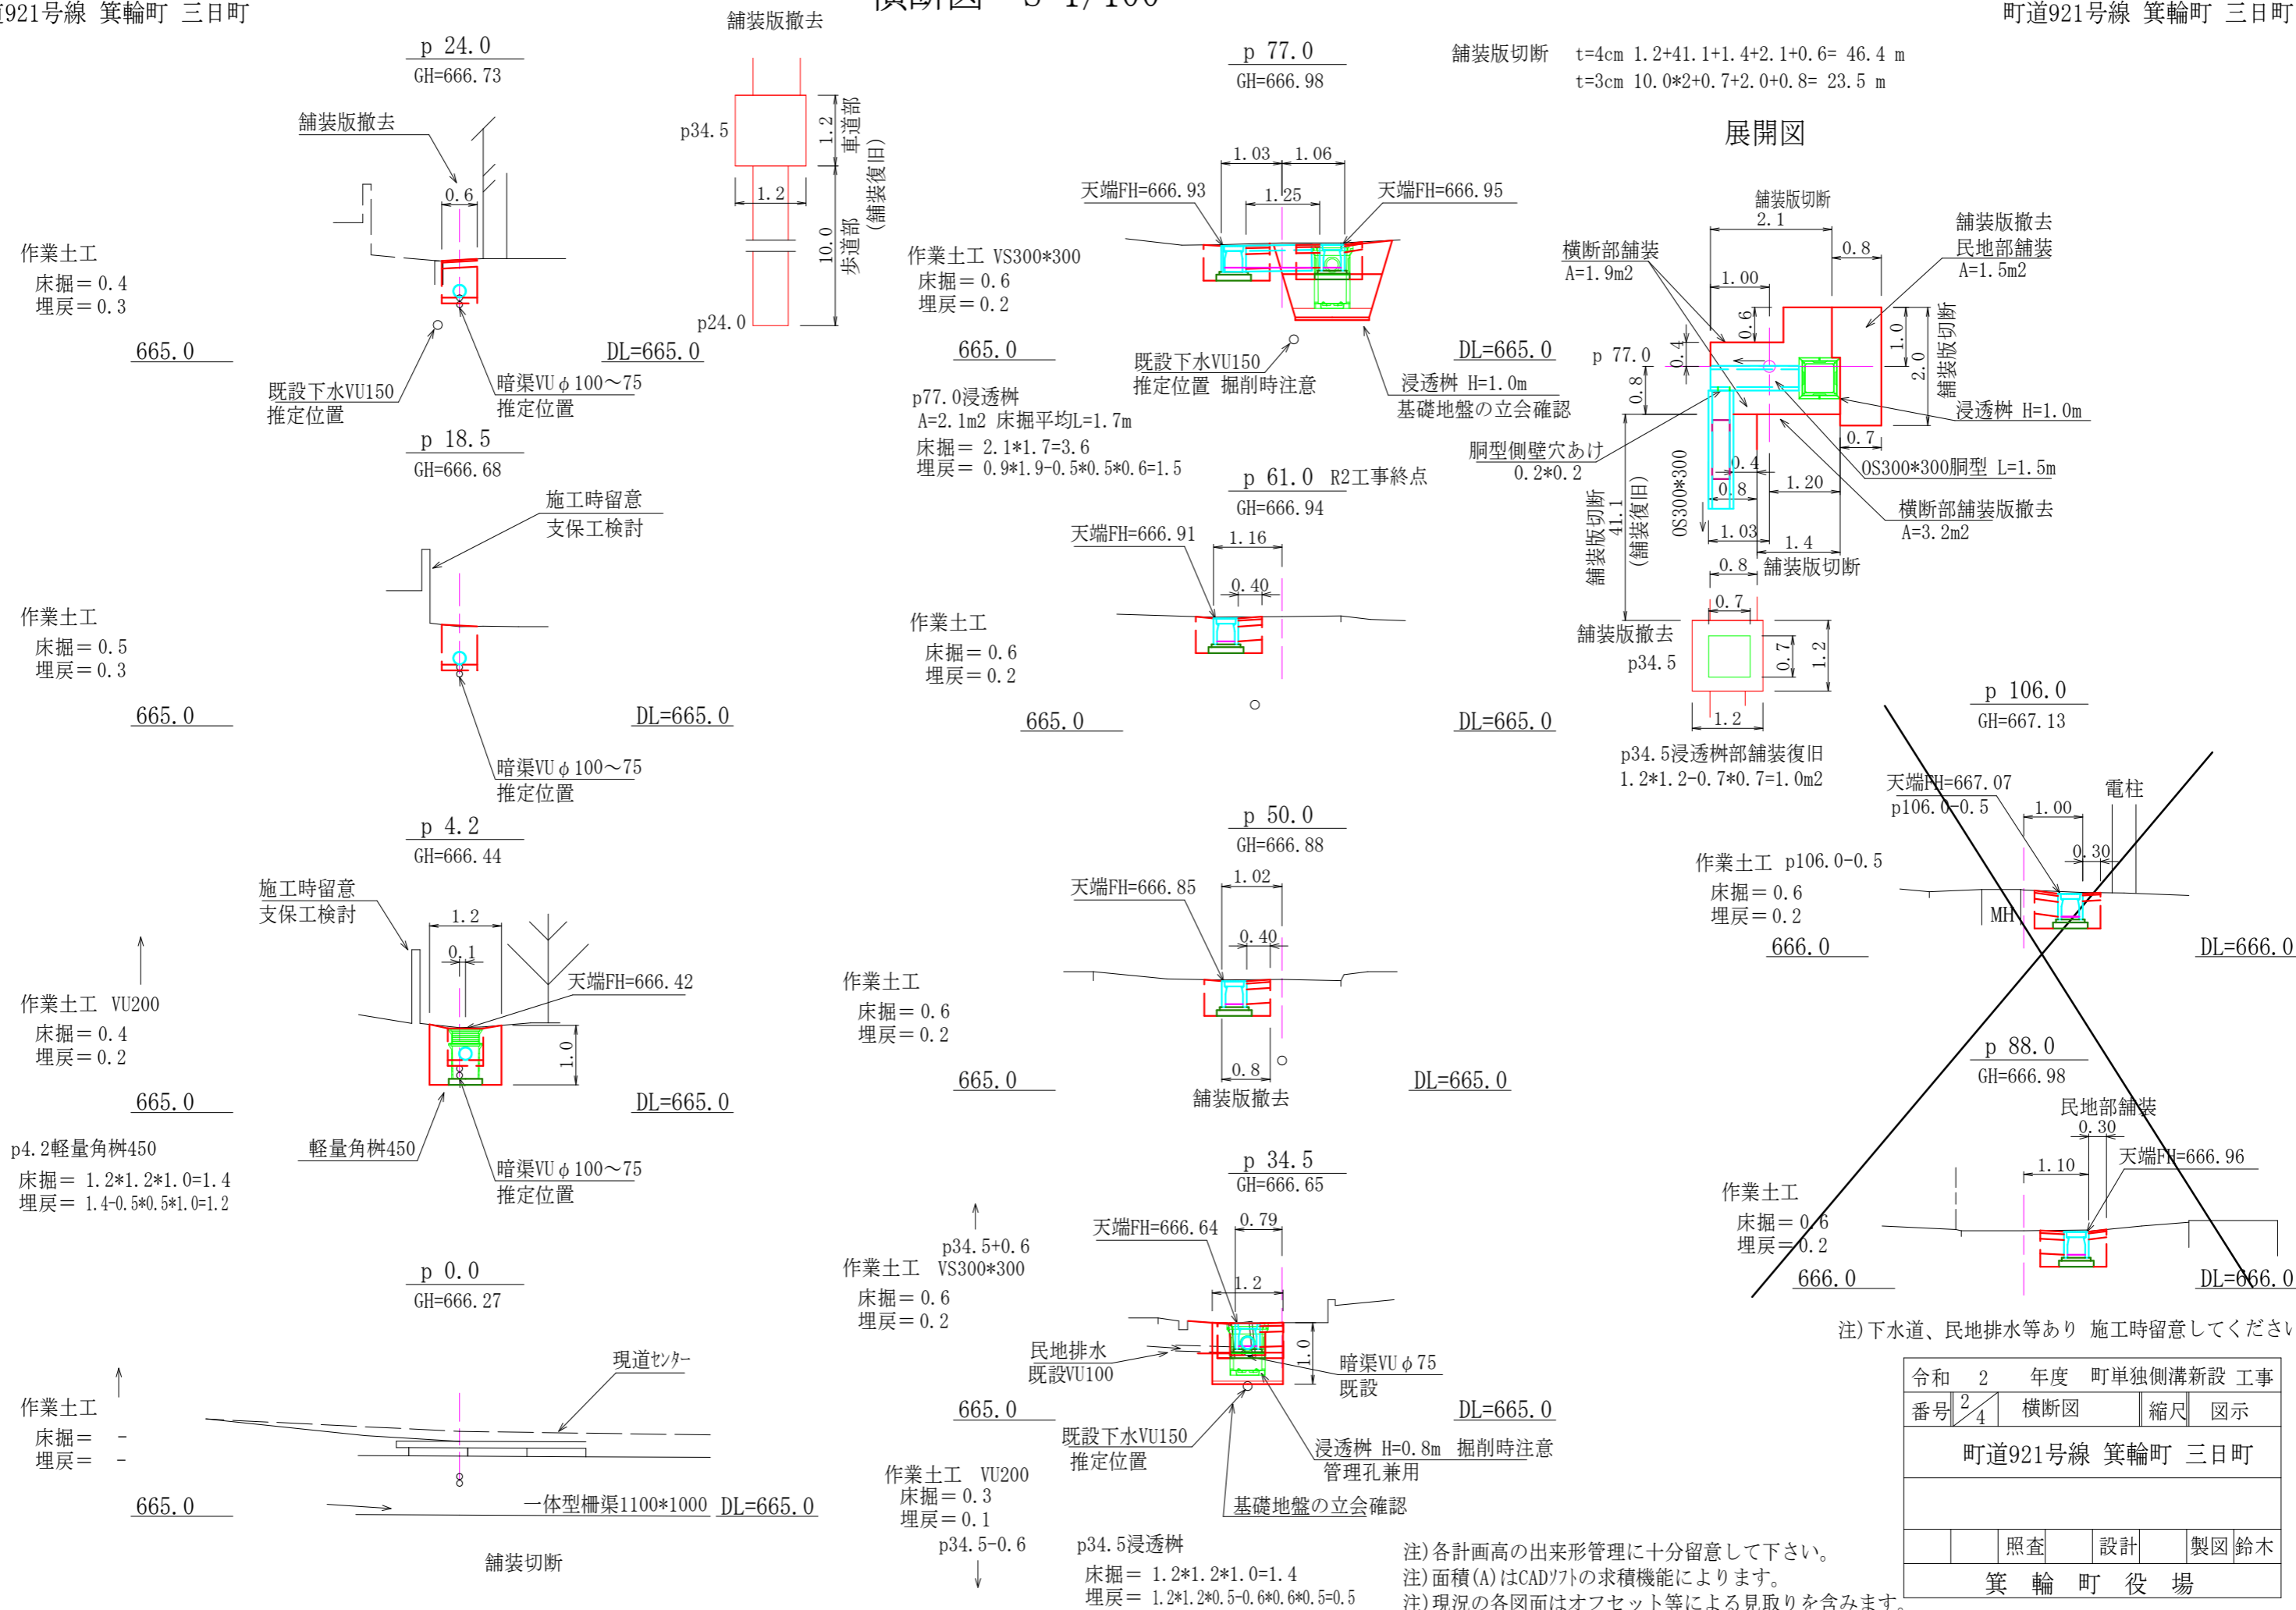 道921号線 箕輪町 三日町
町道921号線 箕輪町 三日町
p 24.0
GH=666.73
舗装版撤去
0.6
作業土工
床掘＝0.4
埋戻＝0.3
665.0
DL=665.0
既設下水VU150
推定位置
暗渠VUφ100～75
推定位置
舗装版撤去
p34.5
1.2
車道部
(舗装復旧)
1.2
10.0
歩道部
p24.0
p 18.5
GH=666.68
施工時留意
支保工検討
作業土工
床掘＝0.5
埋戻＝0.3
665.0
DL=665.0
暗渠VUφ100～75
推定位置
p 4.2
GH=666.44
施工時留意
支保工検討
1.2
0.1
天端FH=666.42
作業土工 VU200
床掘＝0.4
埋戻＝0.2
1.0
665.0
DL=665.0
p4.2軽量角桝450
床掘＝ 1.2*1.2*1.0=1.4
埋戻＝ 1.4-0.5*0.5*1.0=1.2
軽量角桝450
暗渠VUφ100～75
推定位置
p 0.0
GH=666.27
現道センター
作業土工
床掘＝ -
埋戻＝ -
665.0
一体型柵渠1100*1000
DL=665.0
舗装切断
p 77.0
GH=666.98
1.03
1.06
天端FH=666.93
1.25
天端FH=666.95
作業土工 VS300*300
床掘＝0.6
埋戻＝0.2
665.0
DL=665.0
既設下水VU150
推定位置 掘削時注意
浸透桝 H=1.0m
基礎地盤の立会確認
p77.0浸透桝
A=2.1m2 床掘平均L=1.7m
床掘＝ 2.1*1.7=3.6
埋戻＝ 0.9*1.9-0.5*0.5*0.6=1.5
p 61.0 R2工事終点
GH=666.94
天端FH=666.91
1.16
0.40
作業土工
床掘＝0.6
埋戻＝0.2
665.0
DL=665.0
p 50.0
GH=666.88
天端FH=666.85
1.02
0.40
作業土工
床掘＝0.6
埋戻＝0.2
665.0
DL=665.0
0.8
舗装版撤去
p 34.5
GH=666.65
天端FH=666.64
0.79
p34.5+0.6
作業土工 VS300*300
床掘＝0.6
埋戻＝0.2
1.2
1.0
民地排水
既設VU100
暗渠VUφ75
既設
665.0
DL=665.0
既設下水VU150
推定位置
浸透桝 H=0.8m 掘削時注意
管理孔兼用
作業土工 VU200
床掘＝0.3
埋戻＝0.1
p34.5-0.6
基礎地盤の立会確認
p34.5浸透桝
床掘＝ 1.2*1.2*1.0=1.4
埋戻＝ 1.2*1.2*0.5-0.6*0.6*0.5=0.5
舗装版切断 t=4cm 1.2+41.1+1.4+2.1+0.6= 46.4 m
t=3cm 10.0*2+0.7+2.0+0.8= 23.5 m
展開図
舗装版切断
2.1
舗装版撤去
民地部舗装
A=1.5m2
横断部舗装
A=1.9m2
0.8
1.00
0.6
1.0
2.0
舗装版切断
p 77.0
0.4
0.8
浸透桝 H=1.0m
0.7
胴型側壁穴あけ
0.2*0.2
0.4
OS300*300胴型 L=1.5m
0.8
1.20
舗装版切断
41.1
(舗装復旧)
OS300*300
横断部舗装版撤去
A=3.2m2
1.03
1.4
舗装版切断
0.8
0.7
舗装版撤去
p34.5
0.7
1.2
1.2
p34.5浸透桝部舗装復旧
1.2*1.2-0.7*0.7=1.0m2
p 106.0
GH=667.13
天端FH=667.07
p106.0-0.5
電柱
1.00
0.30
作業土工 p106.0-0.5
床掘＝0.6
埋戻＝0.2
MH
666.0
DL=666.0
p 88.0
GH=666.98
民地部舗装
0.30
1.10
天端FH=666.96
作業土工
床掘＝0.6
埋戻＝0.2
666.0
DL=666.0
注)下水道、民地排水等あり 施工時留意してください
令和 2 年度 町単独側溝新設 工事
番号 2/4 横断図 縮尺 図示
町道921号線 箕輪町 三日町
照査 設計 製図 鈴木
箕輪町役場
注)各計画高の出来形管理に十分留意して下さい。
注)面積(A)はCADソフトの求積機能によります。
注)現況の各図面はオフセット等による見取りを含みます。